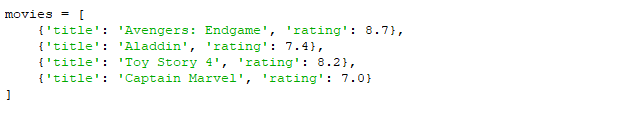 movies = [
    {'title': 'Avengers: Endgame', 'rating': 8.7},
    {'title': 'Aladdin', 'rating': 7.4},
    {'title': 'Toy Story 4', 'rating': 8.2},
    {'title': 'Captain Marvel', 'rating': 7.0}
]